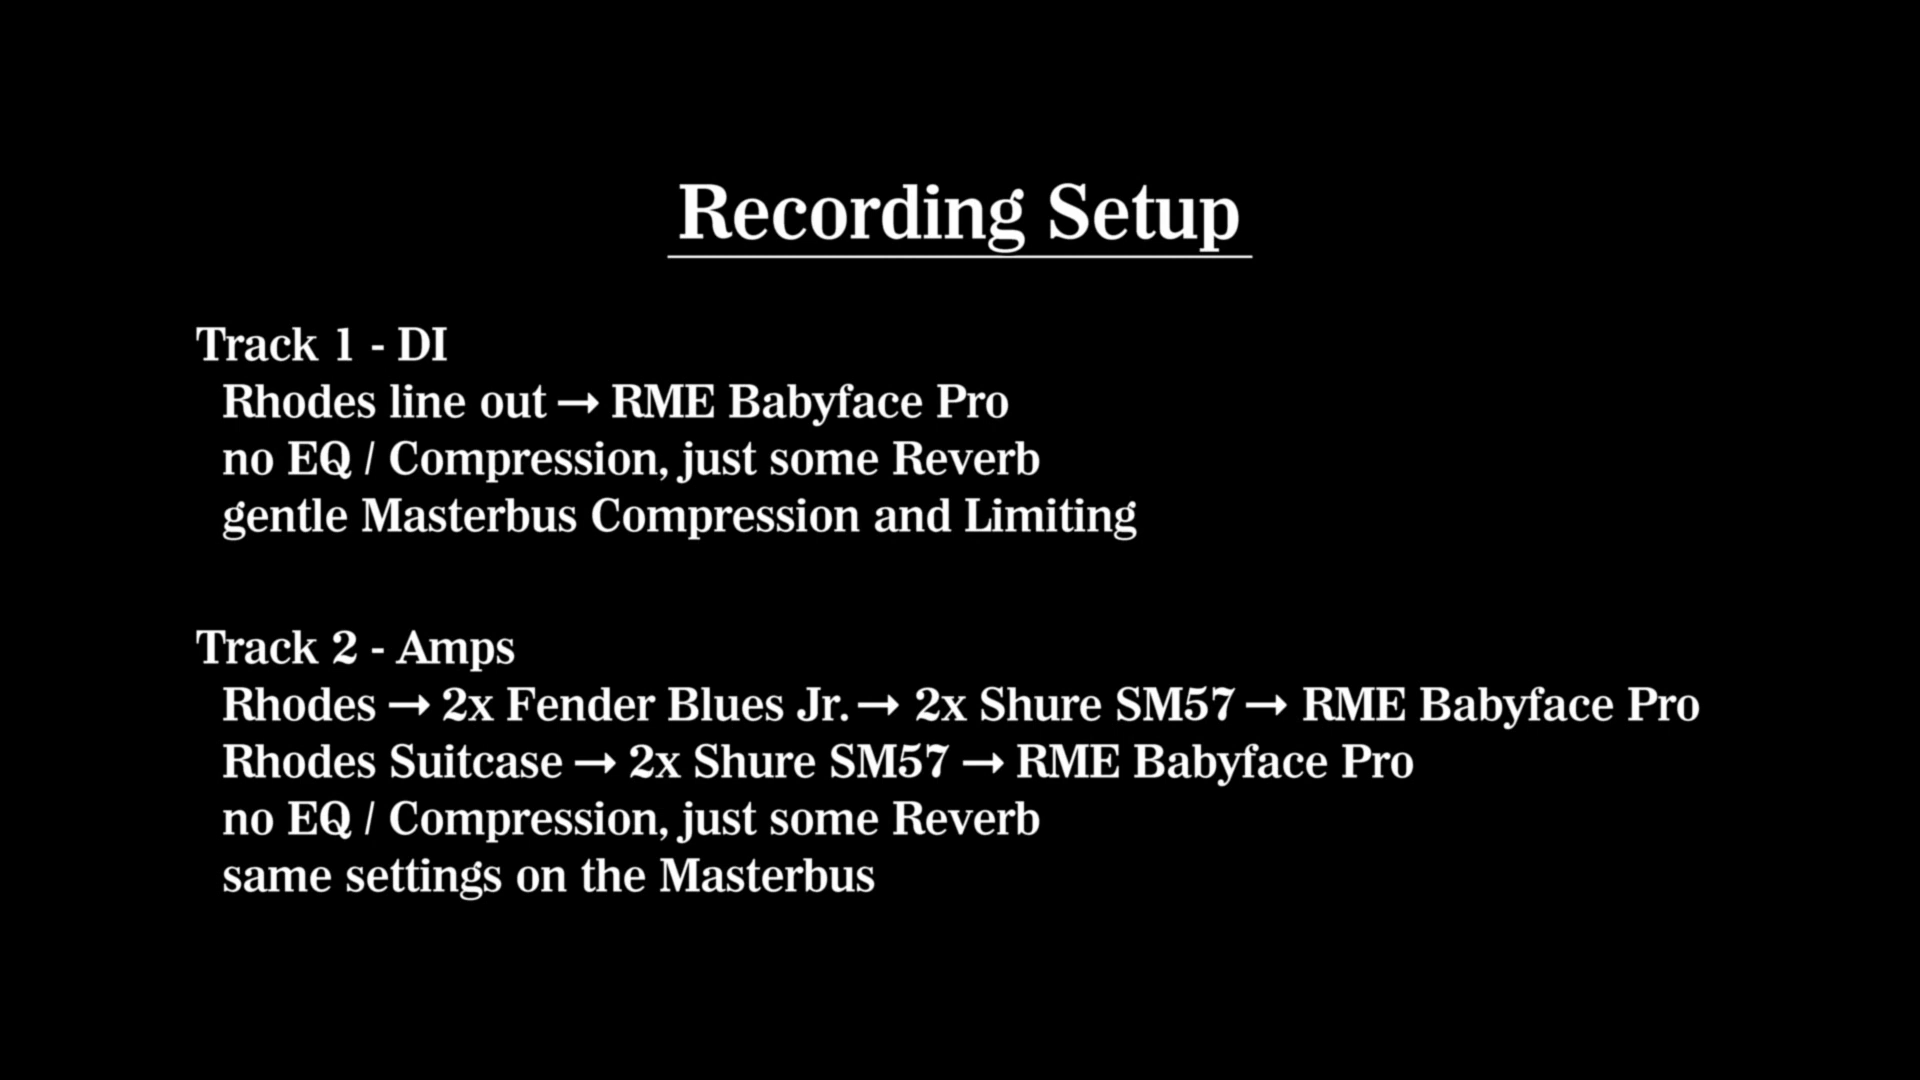 Recording Setup
Track 1 - DI
Rhodes line out → RME Babyface Pro
no EQ / Compression, just some Reverb
gentle Masterbus Compression and Limiting
Track 2 - Amps
Rhodes → 2x Fender Blues Jr. → 2x Shure SM57 → RME Babyface Pro
Rhodes Suitcase → 2x Shure SM57 → RME Babyface Pro
no EQ / Compression, just some Reverb
same settings on the Masterbus